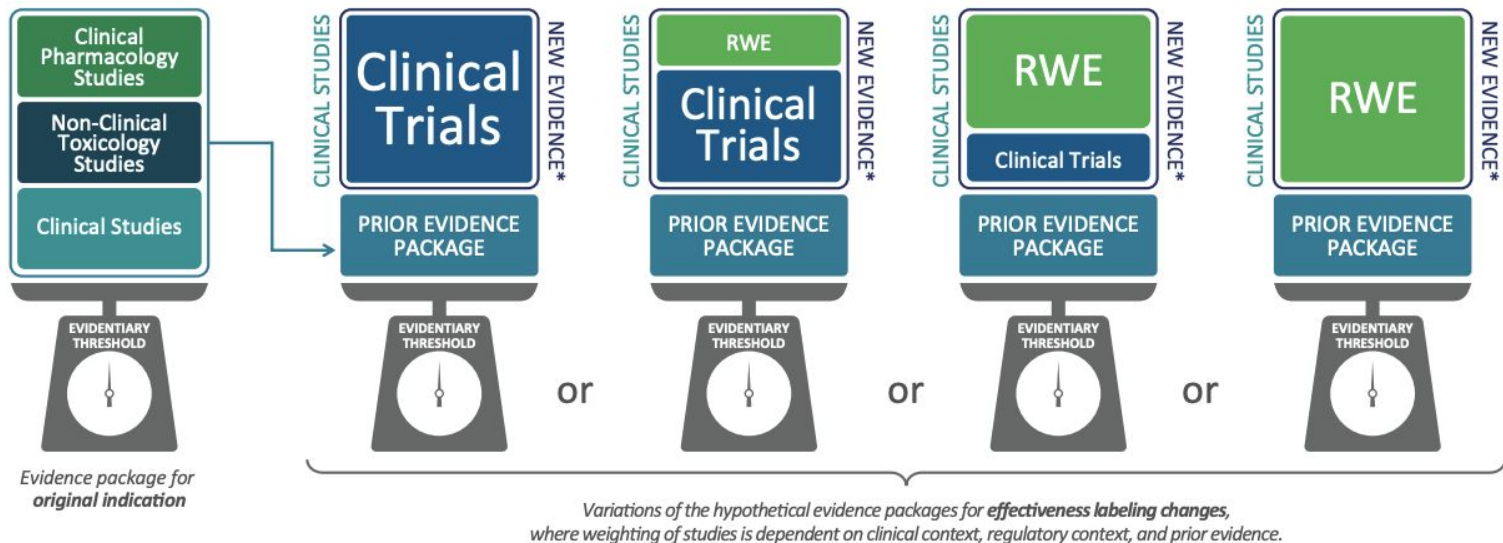 Clinical
Pharmacology
Studies
Non-Clinical
Toxicology
Studies
Clinical Studies
EVIDENTIARY
THRESHOLD
Evidence package for
original indication
CLINICAL STUDIES
Clinical
Trials
NEW EVIDENCE*
PRIOR EVIDENCE
PACKAGE
EVIDENTIARY
THRESHOLD
or
CLINICAL STUDIES
RWE
Clinical
Trials
NEW EVIDENCE*
PRIOR EVIDENCE
PACKAGE
EVIDENTIARY
THRESHOLD
or
CLINICAL STUDIES
RWE
Clinical Trials
NEW EVIDENCE*
PRIOR EVIDENCE
PACKAGE
EVIDENTIARY
THRESHOLD
or
CLINICAL STUDIES
RWE
NEW EVIDENCE*
PRIOR EVIDENCE
PACKAGE
EVIDENTIARY
THRESHOLD
Variations of the hypothetical evidence packages for effectiveness labeling changes,
where weighting of studies is dependent on clinical context, regulatory context, and prior evidence.